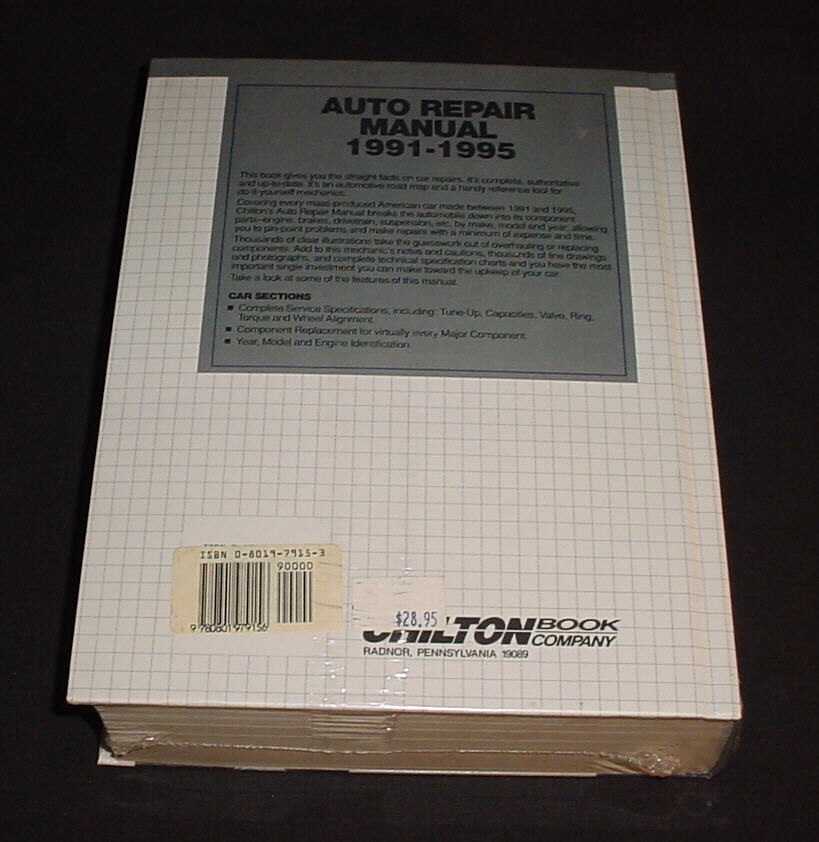 AUTO REPAIR
MANUAL
1991-1995
This book gives you the straight facts on car repairs. It's complete, authoritative
and up-to-date. It's an automotive road map and a handy reference tool for
do-it-yourself mechanics.
Covering every mass-produced American car made between 1991 and 1995,
Chilton's Auto Repair Manual breaks the automobile down into its component
parts—engine, brakes, drivetrain, suspension, etc. by make, model and year, allowing
you to pin-point problems and make repairs with a minimum of expense and time.
Thousands of clear illustrations take the guesswork out of overhauling or replacing
components. Add to this mechanic's notes and cautions, thousands of line drawings
and photographs, and complete technical specification charts and you have the most
important single investment you can make toward the upkeep of your car.
Take a look at some of the features of this manual.
CAR SECTIONS
■ Complete Service Specifications, including: Tune-Up, Capacities, Valve, Ring,
Torque and Wheel Alignment.
■ Component Replacement for virtually every Major Component.
■ Year, Model and Engine Identification.
ISBN 0-8019-7915-3
90000
9 780801 979156
$28.95
CHILTON BOOK
COMPANY
RADNOR, PENNSYLVANIA 19089